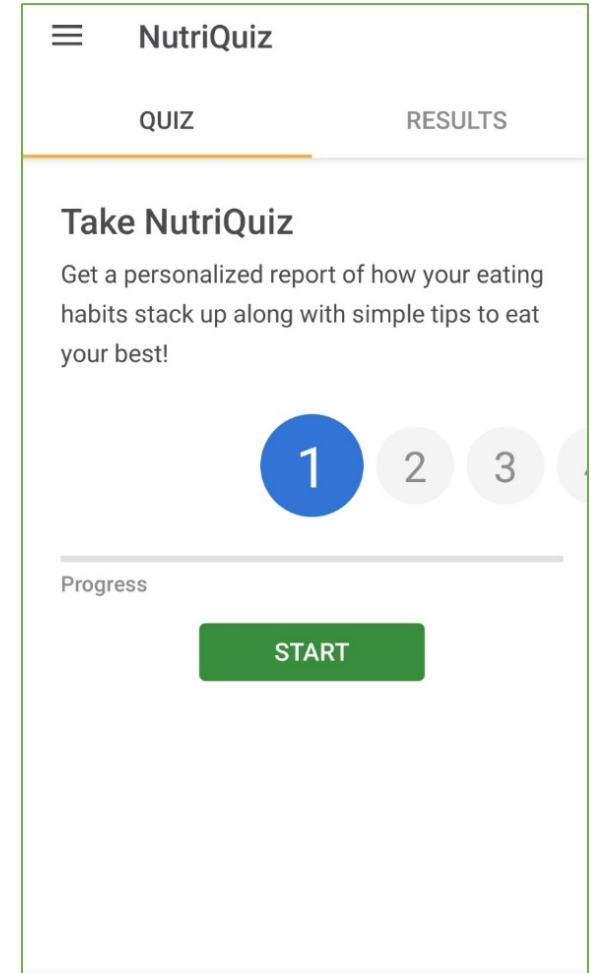 NutriQuiz
QUIZ RESULTS
Take NutriQuiz
Get a personalized report of how your eating
habits stack up along with simple tips to eat
your best!
1 2 3
Progress
START